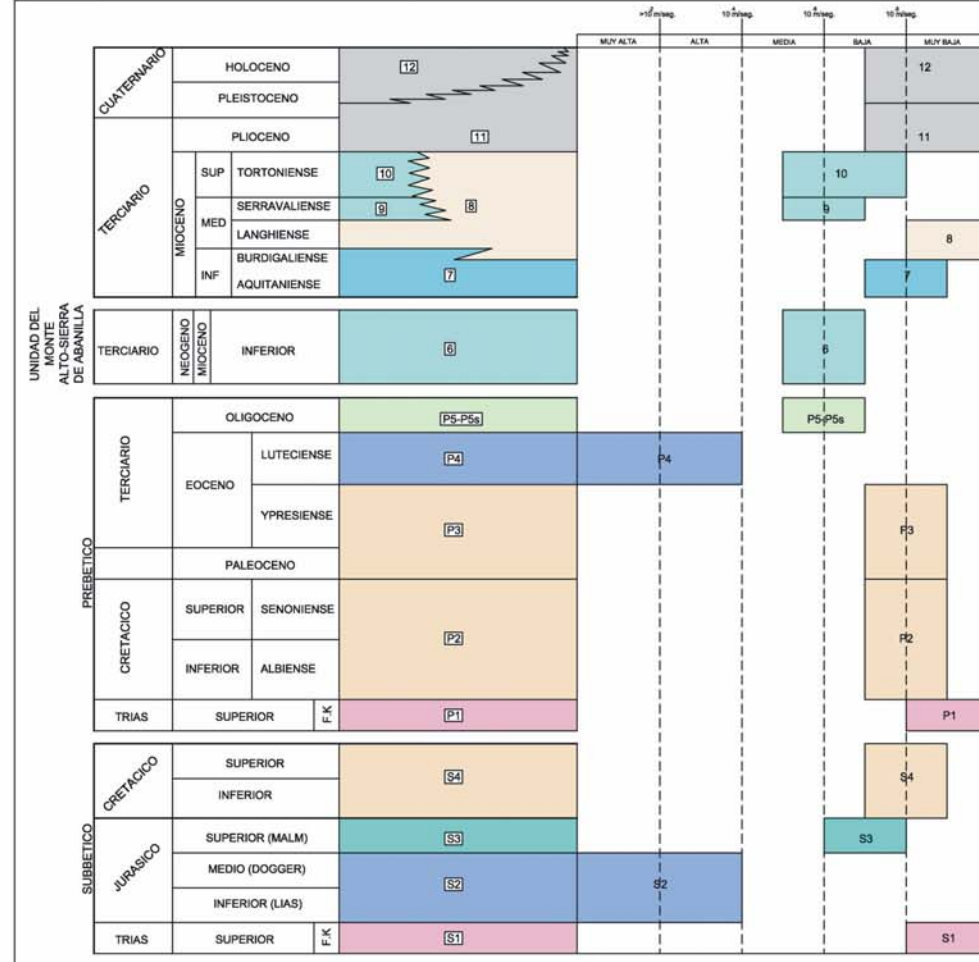 >10 m/seg. 10 m/seg. 10 m/seg. 10 m/seg.
MUY ALTA ALTA MEDIA BAJA MUY BAJA
CUATERNARIO
HOLOCENO
12
12
PLEISTOCENO
TERCIARIO
PLIOCENO
11
11
MIOCENO
SUP
TORTONIENSE
10
10
MED
SERRAVALIENSE
9
8
9
LANGHIENSE
8
INF
BURDIGALIENSE
AQUITANIENSE
7
7
UNIDAD DEL
MONTE
ALTO-SIERRA
DE ABANILLA
TERCIARIO
NEOGENO
MIOCENO
INFERIOR
6
6
PREBETICO
TERCIARIO
OLIGOCENO
P5-P5s
P5-P5s
EOCENO
LUTECIENSE
P4
P4
YPRESIENSE
P3
P3
PALEOCENO
CRETACICO
SUPERIOR
SENONIENSE
P2
P2
INFERIOR
ALBIENSE
TRIAS
SUPERIOR
F.K
P1
P1
SUBBETICO
CRETACICO
SUPERIOR
S4
S4
INFERIOR
JURASICO
SUPERIOR (MALM)
S3
S3
MEDIO (DOGGER)
S2
S2
INFERIOR (LIAS)
TRIAS
SUPERIOR
F.K
S1
S1